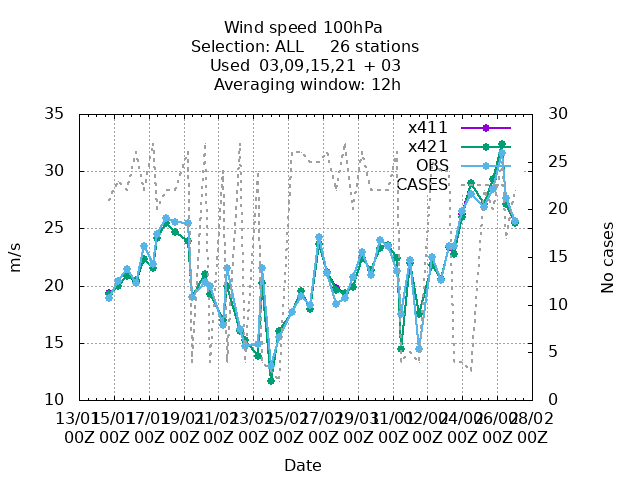 Wind speed 100hPa
Selection: ALL 26 stations
Used 03,09,15,21 + 03
Averaging window: 12h
35
30
25
20
15
10
m/s
30
25
20
15
10
5
0
No cases
x411
x421
OBS
CASES
13/01 15/01 17/01 19/01 21/01 23/01 25/01 27/01 29/01 31/01 02/02 04/02 06/02 08/02
00Z 00Z 00Z 00Z 00Z 00Z 00Z 00Z 00Z 00Z 00Z 00Z 00Z 00Z
Date